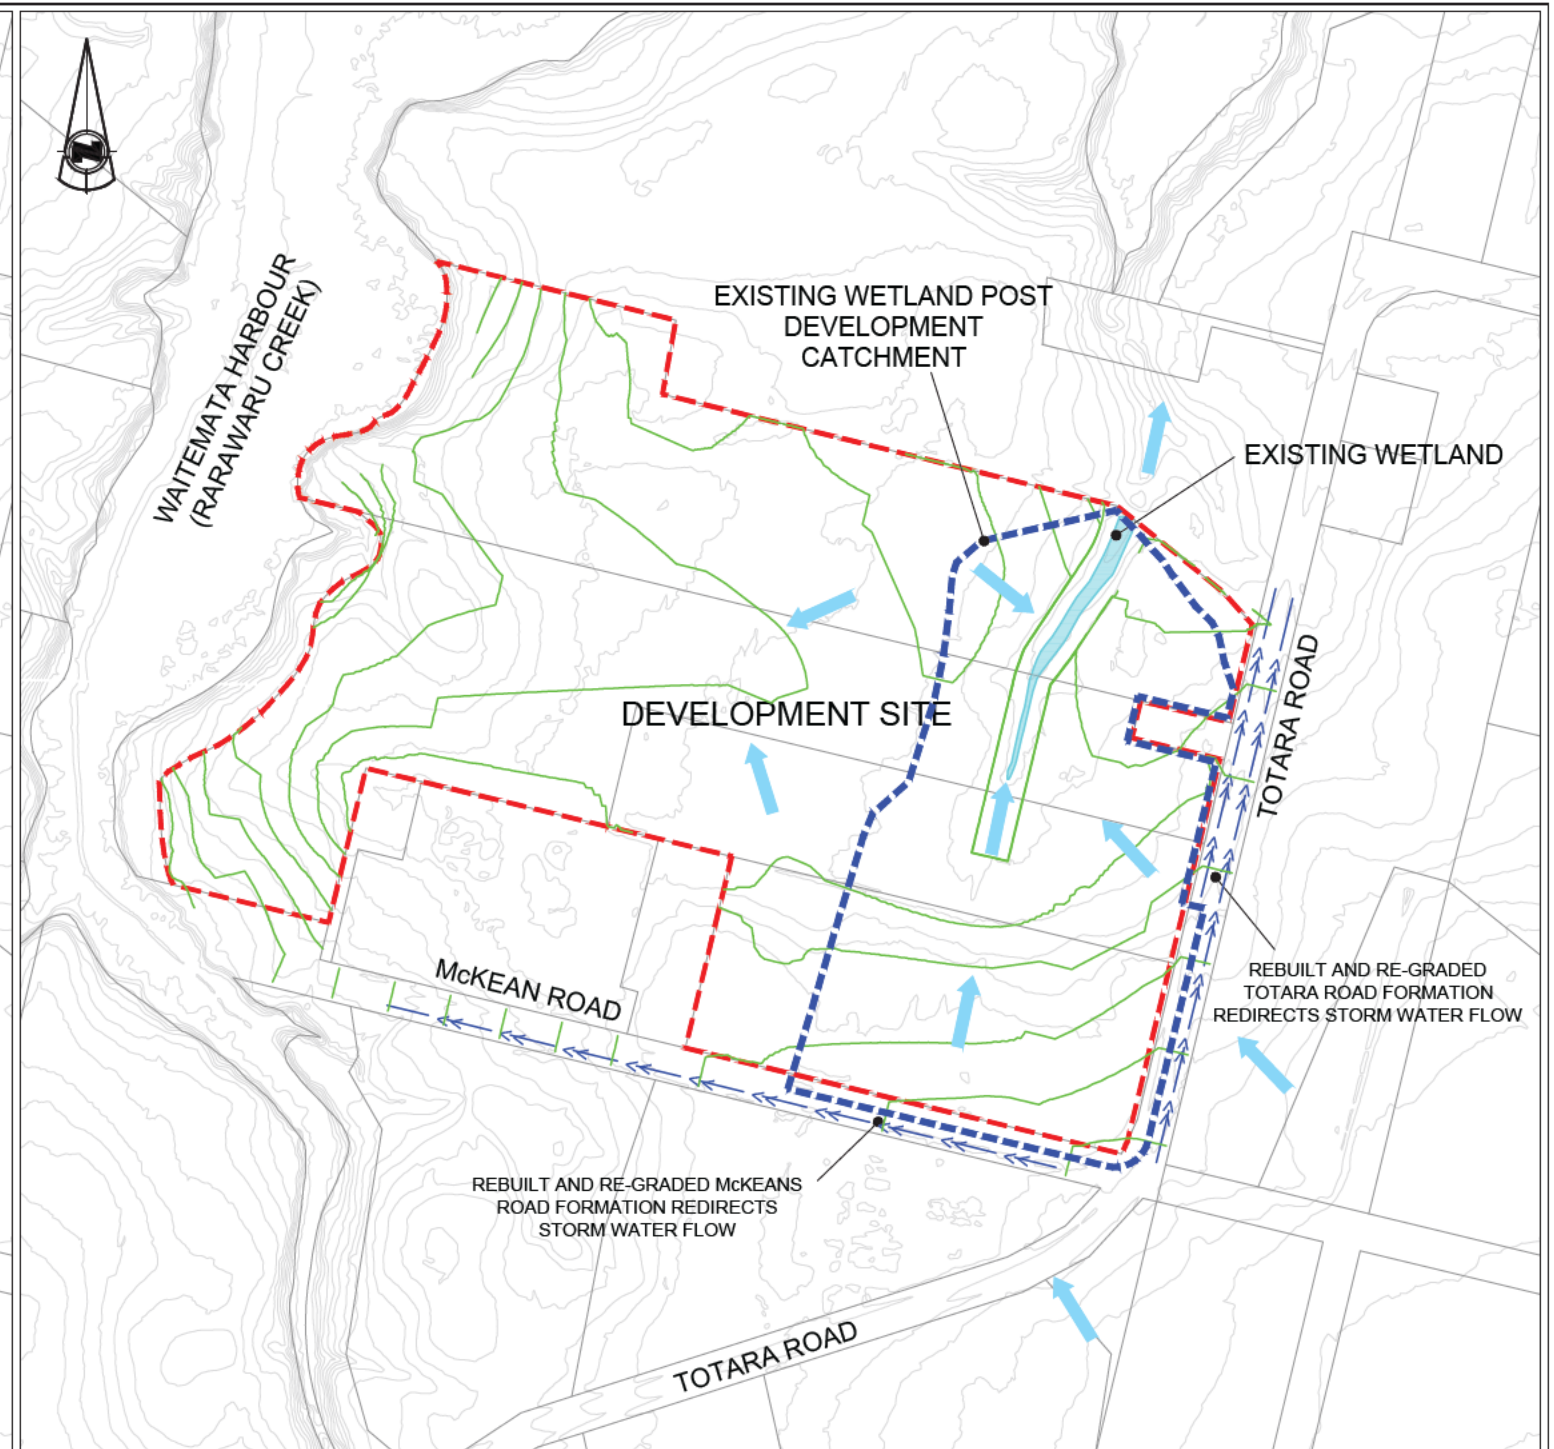 N
WAITEMATA HARBOUR
(RARAWARU CREEK)
EXISTING WETLAND POST
DEVELOPMENT
CATCHMENT
EXISTING WETLAND
DEVELOPMENT SITE
TOTARA ROAD
McKEAN ROAD
REBUILT AND RE-GRADED
TOTARA ROAD FORMATION
REDIRECTS STORM WATER FLOW
REBUILT AND RE-GRADED McKEANS
ROAD FORMATION REDIRECTS
STORM WATER FLOW
TOTARA ROAD